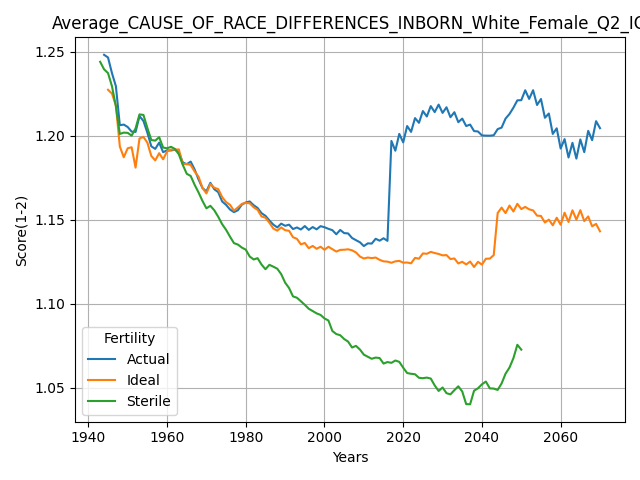 Average_CAUSE_OF_RACE_DIFFERENCES_INBORN_White_Female_Q2_IQ
Score(1-2)
1.25
1.20
1.15
1.10
1.05
Fertility
Actual
Ideal
Sterile
1940
1960
1980
2000
2020
2040
2060
Years